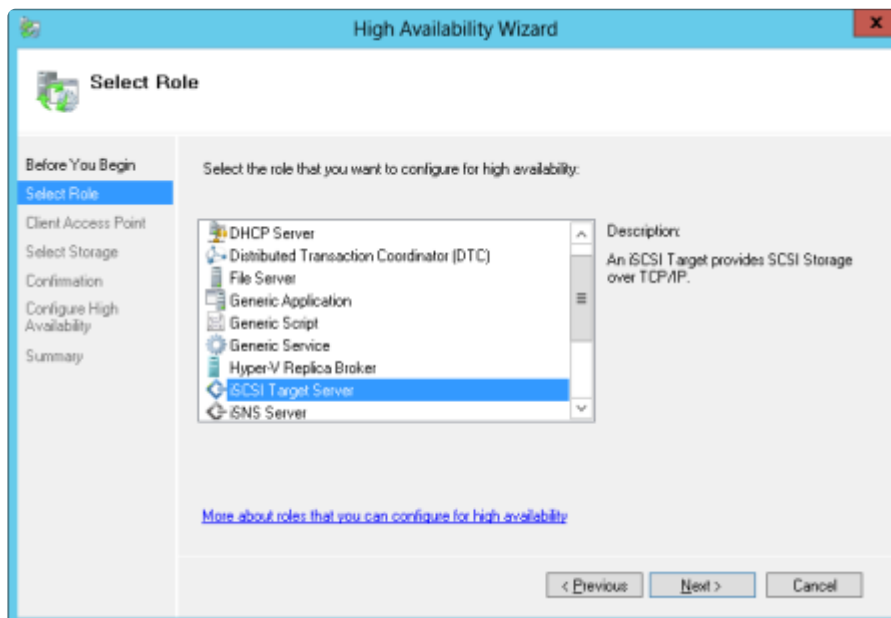 High Availability Wizard
x
Select Role
Before You Begin
Select Role
Client Access Point
Select Storage
Confirmation
Configure High
Availability
Summary
Select the role that you want to configure for high availability:
DHCP Server
Distributed Transaction Coordinator (DTC)
File Server
Generic Application
Generic Script
Generic Service
Hyper-V Replica Broker
iSCSI Target Server
iSNS Server
Description:
An iSCSI Target provides SCSI Storage
over TCP/IP.
More about roles that you can configure for high availability
< Previous
Next >
Cancel